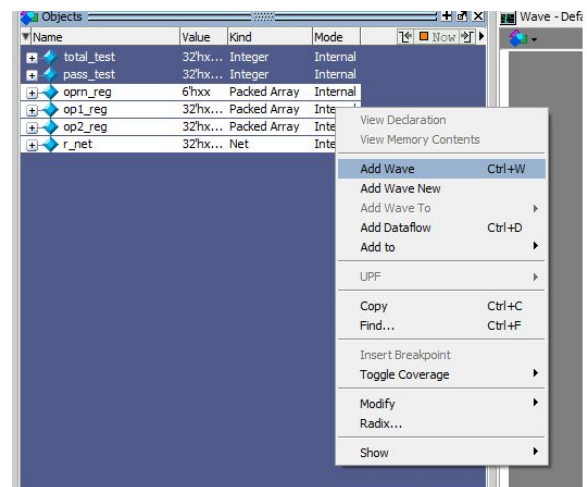 Objects
Wave - Defa
Name Value Kind Mode Now
total_test 32'hx... Integer Internal
pass_test 32'hx... Integer Internal
oprn_reg 6'hxx Packed Array Internal
op1_reg 32'hx... Packed Array Inte
op2_reg 32'hx... Packed Array Inte
r_net 32'hx... Net Inte
View Declaration
View Memory Contents
Add Wave Ctrl+W
Add Wave New
Add Wave To
Add Dataflow Ctrl+D
Add to
UPF
Copy Ctrl+C
Find... Ctrl+F
Insert Breakpoint
Toggle Coverage
Modify
Radix...
Show